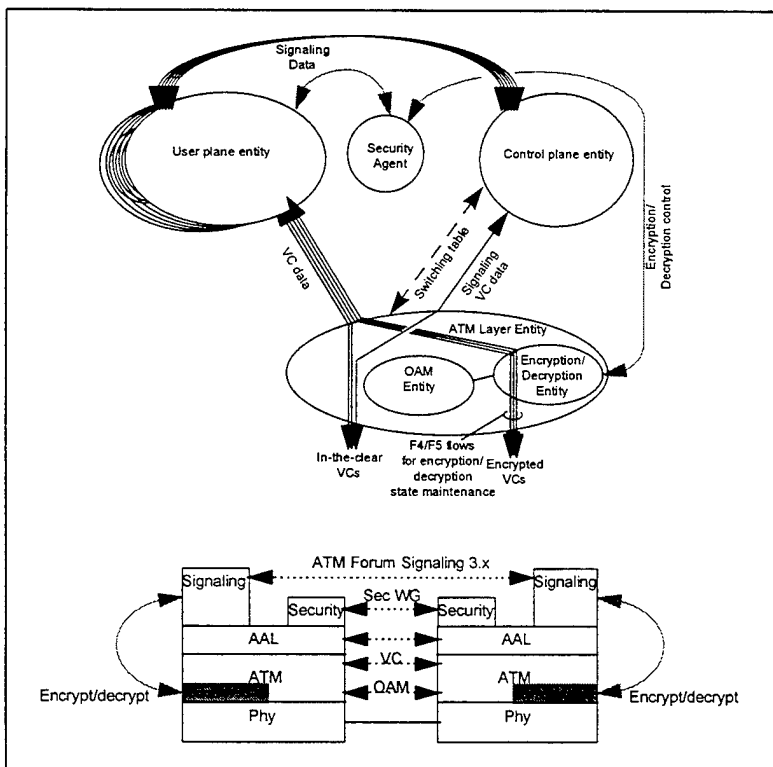 Signaling
Data
User plane entity
Security
Agent
Control plane entity
Encryption/
Decryption control
VC data
Switching table
Signaling
VC data
ATM Layer Entity
OAM
Entity
Encryption/
Decryption
Entity
In-the-clear
VCs
F4/F5 flows
for encryption/
decryption
state maintenance
Encrypted
VCs
ATM Forum Signaling 3.x
Signaling
Signaling
Sec WG
Security
Security
AAL
AAL
VC
ATM
ATM
OAM
Encrypt/decrypt
Encrypt/decrypt
Phy
Phy